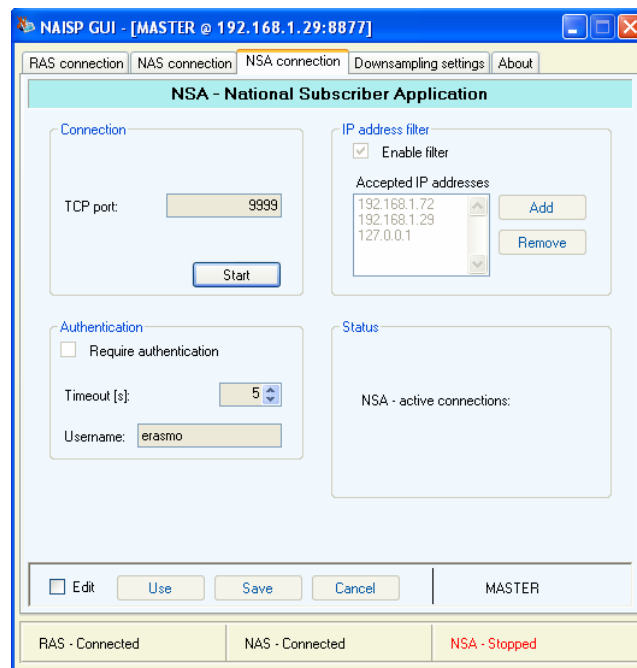 NAISP GUI - [MASTER @ 192.168.1.29:8877]
RAS connection NAS connection NSA connection Downsampling settings About
NSA - National Subscriber Application
Connection
TCP port: 9999
Start
IP address filter
Enable filter
Accepted IP addresses
192.168.1.72
192.168.1.29
127.0.0.1
Add
Remove
Authentication
Require authentication
Timeout [s]: 5
Username: erasmo
Status
NSA - active connections:
Edit Use Save Cancel MASTER
RAS - Connected NAS - Connected NSA - Stopped